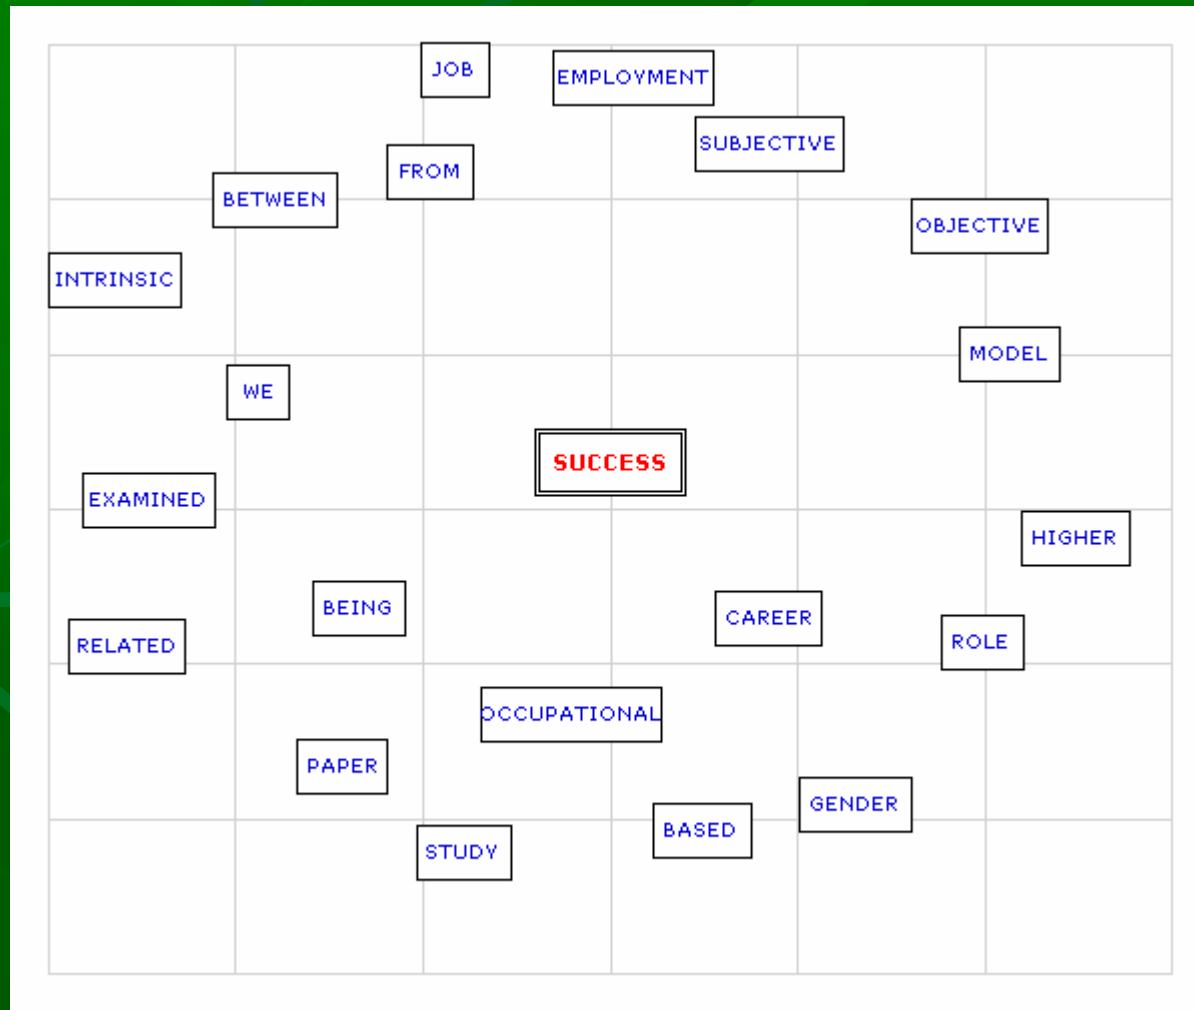 JOB
EMPLOYMENT
SUBJECTIVE
FROM
BETWEEN
OBJECTIVE
INTRINSIC
MODEL
WE
SUCCESS
EXAMINED
HIGHER
BEING
CAREER
ROLE
RELATED
OCCUPATIONAL
PAPER
GENDER
BASED
STUDY